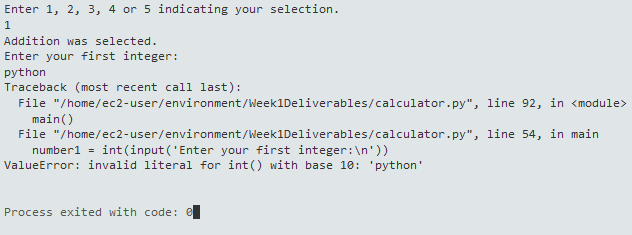 Enter 1, 2, 3, 4 or 5 indicating your selection.
1
Addition was selected.
Enter your first integer:
python
Traceback (most recent call last):
  File "/home/ec2-user/environment/Week1Deliverables/calculator.py", line 92, in <module>
    main()
  File "/home/ec2-user/environment/Week1Deliverables/calculator.py", line 54, in main
    number1 = int(input('Enter your first integer:\n'))
ValueError: invalid literal for int() with base 10: 'python'
Process exited with code: 0